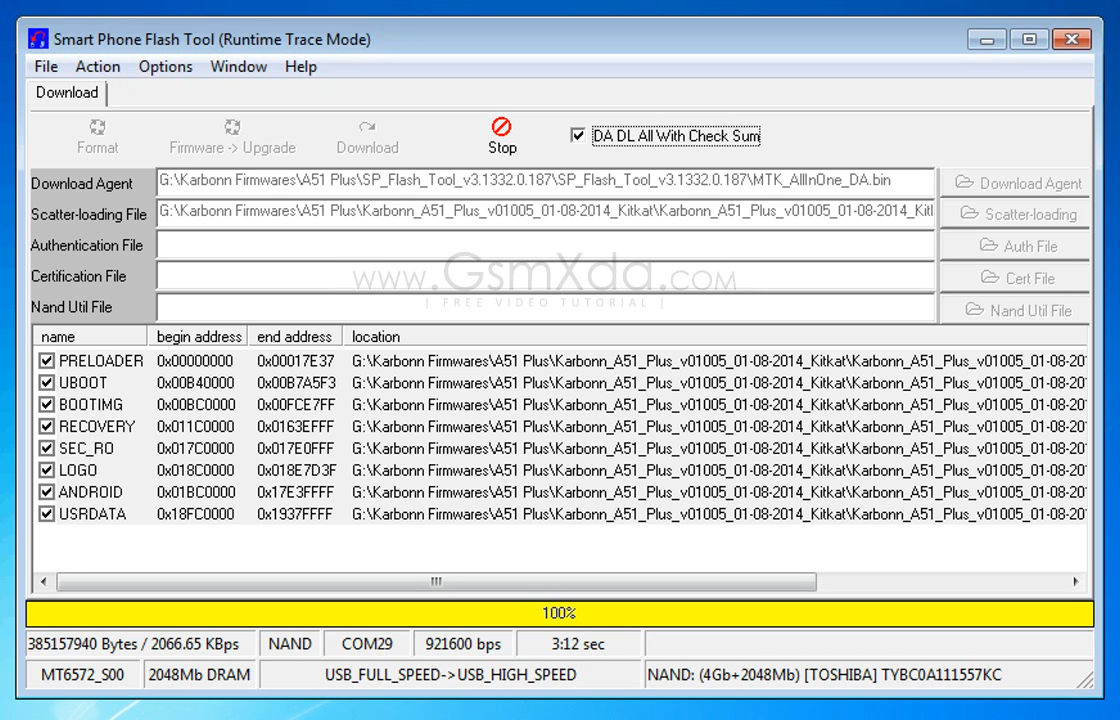 Smart Phone Flash Tool (Runtime Trace Mode)
File Action Options Window Help
Download
Format Firmware -> Upgrade Download Stop DA DL All With Check Sum
Download Agent G:\Karbonn Firmwares\A51 Plus\SP_Flash_Tool_v3.1332.0.187\SP_Flash_Tool_v3.1332.0.187\MTK_AllInOne_DA.bin Download Agent
Scatter-loading File G:\Karbonn Firmwares\A51 Plus\Karbonn_A51_Plus_v01005_01-08-2014_Kitkat\Karbonn_A51_Plus_v01005_01-08-2014_Kitl Scatter-loading
Authentication File Auth File
Certification File Cert File
www.GsmXda.com
| FREE VIDEO TUTORIAL |
Nand Util File Nand Util File
name begin address end address location
PRELOADER 0x00000000 0x00017E37 G:\Karbonn Firmwares\A51 Plus\Karbonn_A51_Plus_v01005_01-08-2014_Kitkat\Karbonn_A51_Plus_v01005_01-08-20
UBOOT 0x00B40000 0x00B7A5F3 G:\Karbonn Firmwares\A51 Plus\Karbonn_A51_Plus_v01005_01-08-2014_Kitkat\Karbonn_A51_Plus_v01005_01-08-20
BOOTIMG 0x00BC0000 0x00FCE7FF G:\Karbonn Firmwares\A51 Plus\Karbonn_A51_Plus_v01005_01-08-2014_Kitkat\Karbonn_A51_Plus_v01005_01-08-20
RECOVERY 0x011C0000 0x0163EFFF G:\Karbonn Firmwares\A51 Plus\Karbonn_A51_Plus_v01005_01-08-2014_Kitkat\Karbonn_A51_Plus_v01005_01-08-20
SEC_RO 0x017C0000 0x017E0FFF G:\Karbonn Firmwares\A51 Plus\Karbonn_A51_Plus_v01005_01-08-2014_Kitkat\Karbonn_A51_Plus_v01005_01-08-20
LOGO 0x018C0000 0x018E7D3F G:\Karbonn Firmwares\A51 Plus\Karbonn_A51_Plus_v01005_01-08-2014_Kitkat\Karbonn_A51_Plus_v01005_01-08-20
ANDROID 0x01BC0000 0x17E3FFFF G:\Karbonn Firmwares\A51 Plus\Karbonn_A51_Plus_v01005_01-08-2014_Kitkat\Karbonn_A51_Plus_v01005_01-08-20
USRDATA 0x18FC0000 0x1937FFFF G:\Karbonn Firmwares\A51 Plus\Karbonn_A51_Plus_v01005_01-08-2014_Kitkat\Karbonn_A51_Plus_v01005_01-08-20
100%
385157940 Bytes / 2066.65 KBps NAND COM29 921600 bps 3:12 sec
MT6572_S00 2048Mb DRAM USB_FULL_SPEED->USB_HIGH_SPEED NAND: (4Gb+2048Mb) [TOSHIBA] TYBC0A111557KC